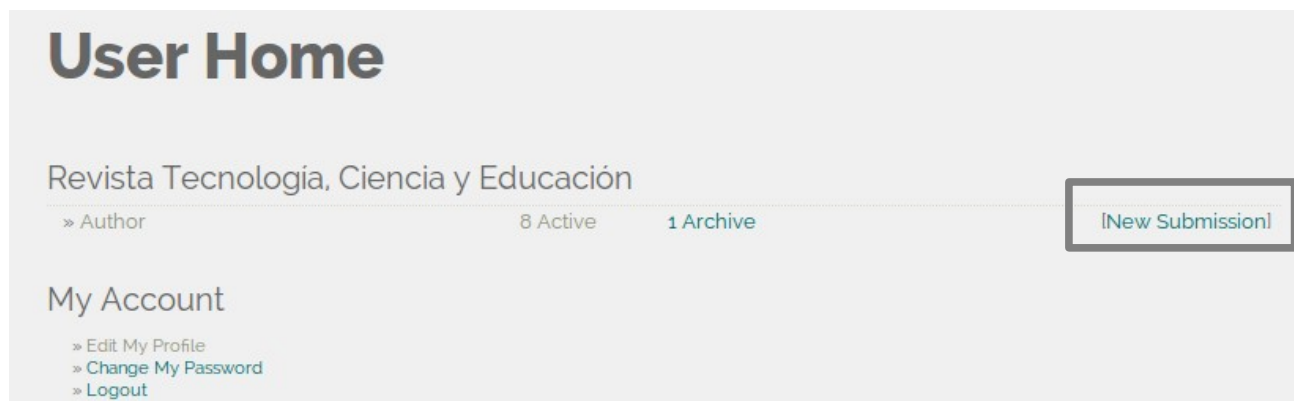 User Home
Revista Tecnología, Ciencia y Educación
» Author 8 Active 1 Archive [New Submission]
My Account
» Edit My Profile
» Change My Password
» Logout